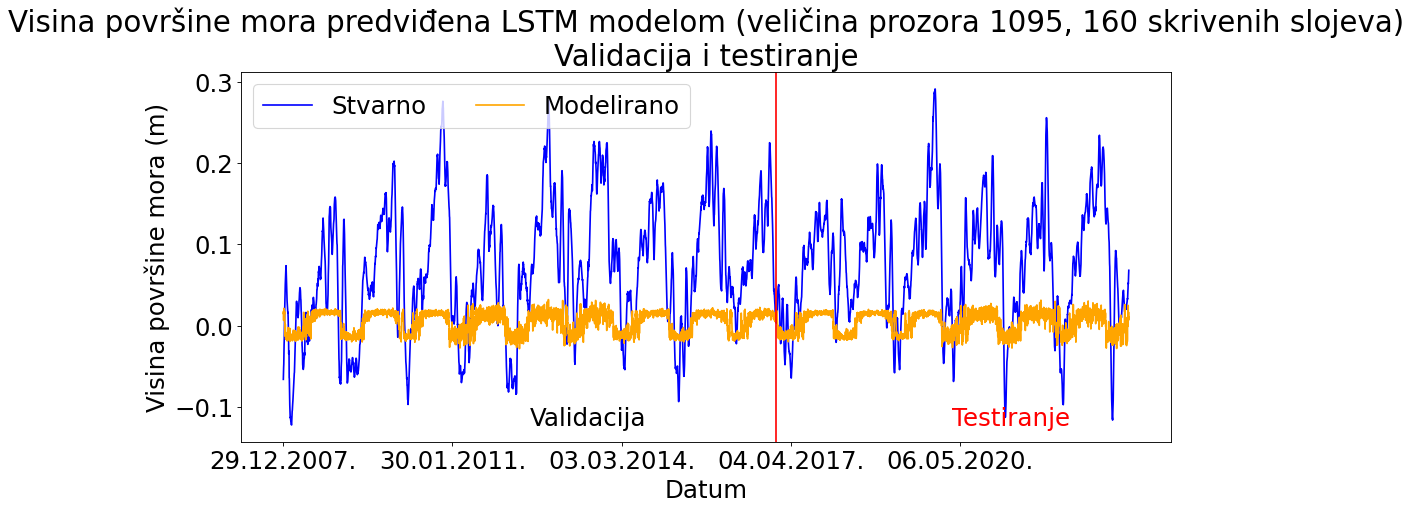 Visina površine mora predviđena LSTM modelom (veličina prozora 1095, 160 skrivenih slojeva)
Validacija i testiranje
Stvarno
Modelirano
Visina površine mora (m)
0.3
0.2
0.1
0.0
−0.1
Validacija
Testiranje
29.12.2007.
30.01.2011.
03.03.2014.
04.04.2017.
06.05.2020.
Datum